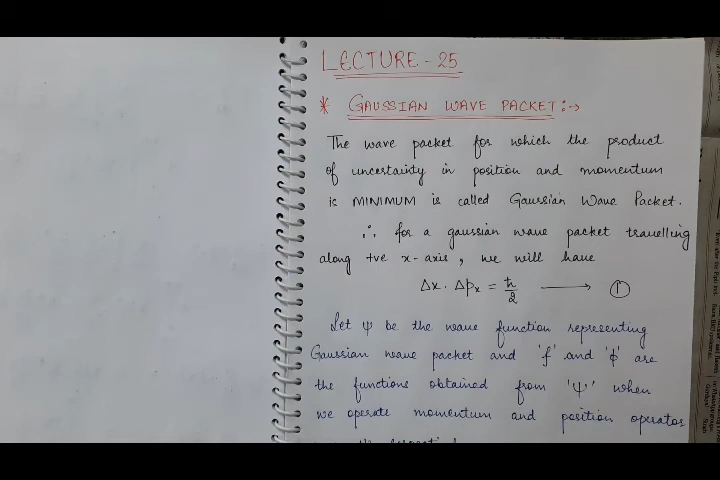 LECTURE - 25
* GAUSSIAN WAVE PACKET :→
The wave packet for which the product
of uncertainty in position and momentum
is MINIMUM is called Gaussian Wave Packet.
∴ for a gaussian wave packet travelling
along +ve x-axis, we will have
Δx · Δpₓ = ħ/2 ⟶ ①
Let ψ be the wave function representing
Gaussian wave packet and 'f' and 'ϕ' are
the functions obtained from 'ψ' when
we operate momentum and position operators